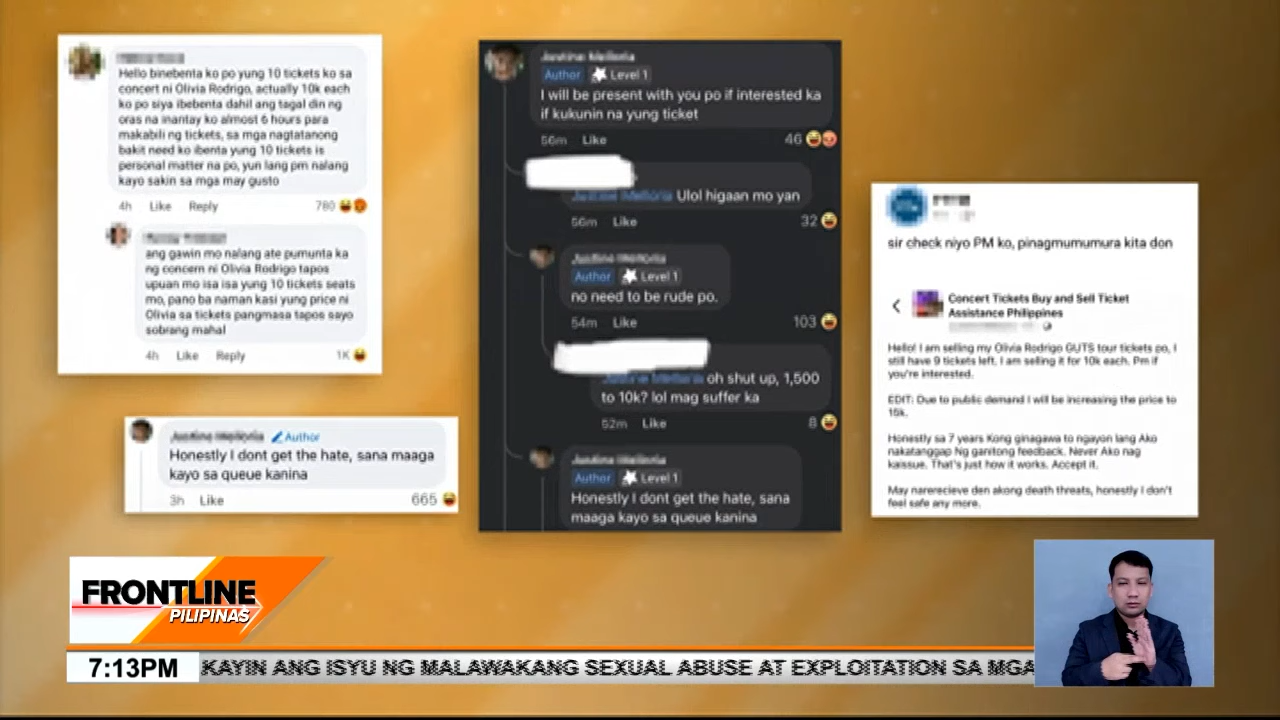 Hello binebenta ko po yung 10 tickets ko sa
concert ni Olivia Rodrigo, actually 10k each
ko po siya ibebenta dahil ang tagal din ng
oras na inantay ko almost 6 hours para
makabili ng tickets, sa mga nagtatanong
bakit need ko ibenta yung 10 tickets is
personal matter na po, yun lang pm nalang
kayo sakin sa mga may gusto
4h Like Reply 780
ang gawin mo nalang ate pumunta ka
ng concern ni Olivia Rodrigo tapos
upuan mo isa isa yung 10 tickets seats
mo, pano ba naman kasi yung price ni
Olivia sa tickets pangmasa tapos sayo
sobrang mahal
4h Like Reply 1K
Author
Honestly I dont get the hate, sana maaga
kayo sa queue kanina
3h Like 665
Author Level 1
I will be present with you po if interested ka
if kukunin na yung ticket
56m Like 46
Ulol higaan mo yan
56m Like 32
Author Level 1
no need to be rude po.
54m Like 103
oh shut up, 1,500
to 10k? lol mag suffer ka
52m Like 8
Author Level 1
Honestly I dont get the hate, sana
maaga kayo sa queue kanina
sir check niyo PM ko, pinagmumumura kita don
Concert Tickets Buy and Sell Ticket
Assistance Philippines
Hello! I am selling my Olivia Rodrigo GUTS tour tickets po, I
still have 9 tickets left. I am selling it for 10k each. Pm if
you're interested.
EDIT: Due to public demand I will be increasing the price to
15k.
Honestly sa 7 years Kong ginagawa to ngayon lang Ako
nakatanggap Ng ganitong feedback. Never Ako nag
kaissue. That's just how it works. Accept it.
May narerecieve den akong death threats, honestly I don't
feel safe any more.
FRONTLINE
PILIPINAS
7:13PM KAYIN ANG ISYU NG MALAWAKANG SEXUAL ABUSE AT EXPLOITATION SA MGA